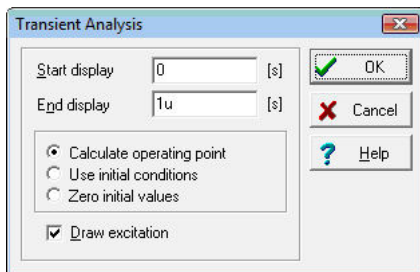 Transient Analysis
Start display 0 [s]
End display 1u [s]
Calculate operating point
Use initial conditions
Zero initial values
Draw excitation
OK
Cancel
? Help